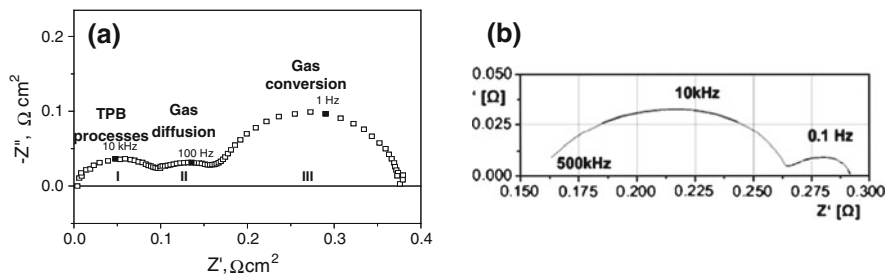 (a)
0.2
0.1
0.0
-Z", Ω cm²
TPB
processes
10 kHz
Gas
diffusion
100 Hz
Gas
conversion
1 Hz
I
II
III
0.0
0.1
0.2
0.3
0.4
Z', Ωcm²
(b)
0.050
0.025
0.000
' [Ω]
10kHz
500kHz
0.1 Hz
0.150
0.175
0.200
0.225
0.250
0.275
0.300
Z' [Ω]